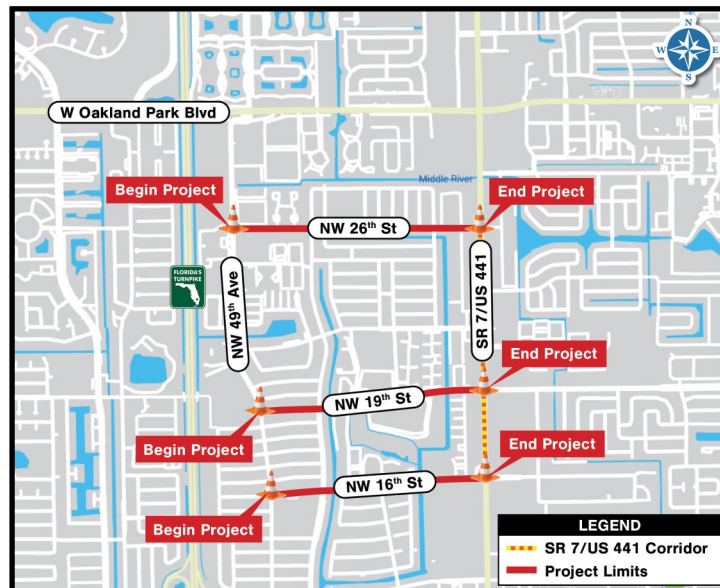 N
W E
S
W Oakland Park Blvd
Middle River
Begin Project
End Project
NW 26th St
FLORIDA'S
TURNPIKE
NW 49th Ave
SR 7/US 441
End Project
NW 19th St
Begin Project
End Project
NW 16th St
Begin Project
LEGEND
SR 7/US 441 Corridor
Project Limits